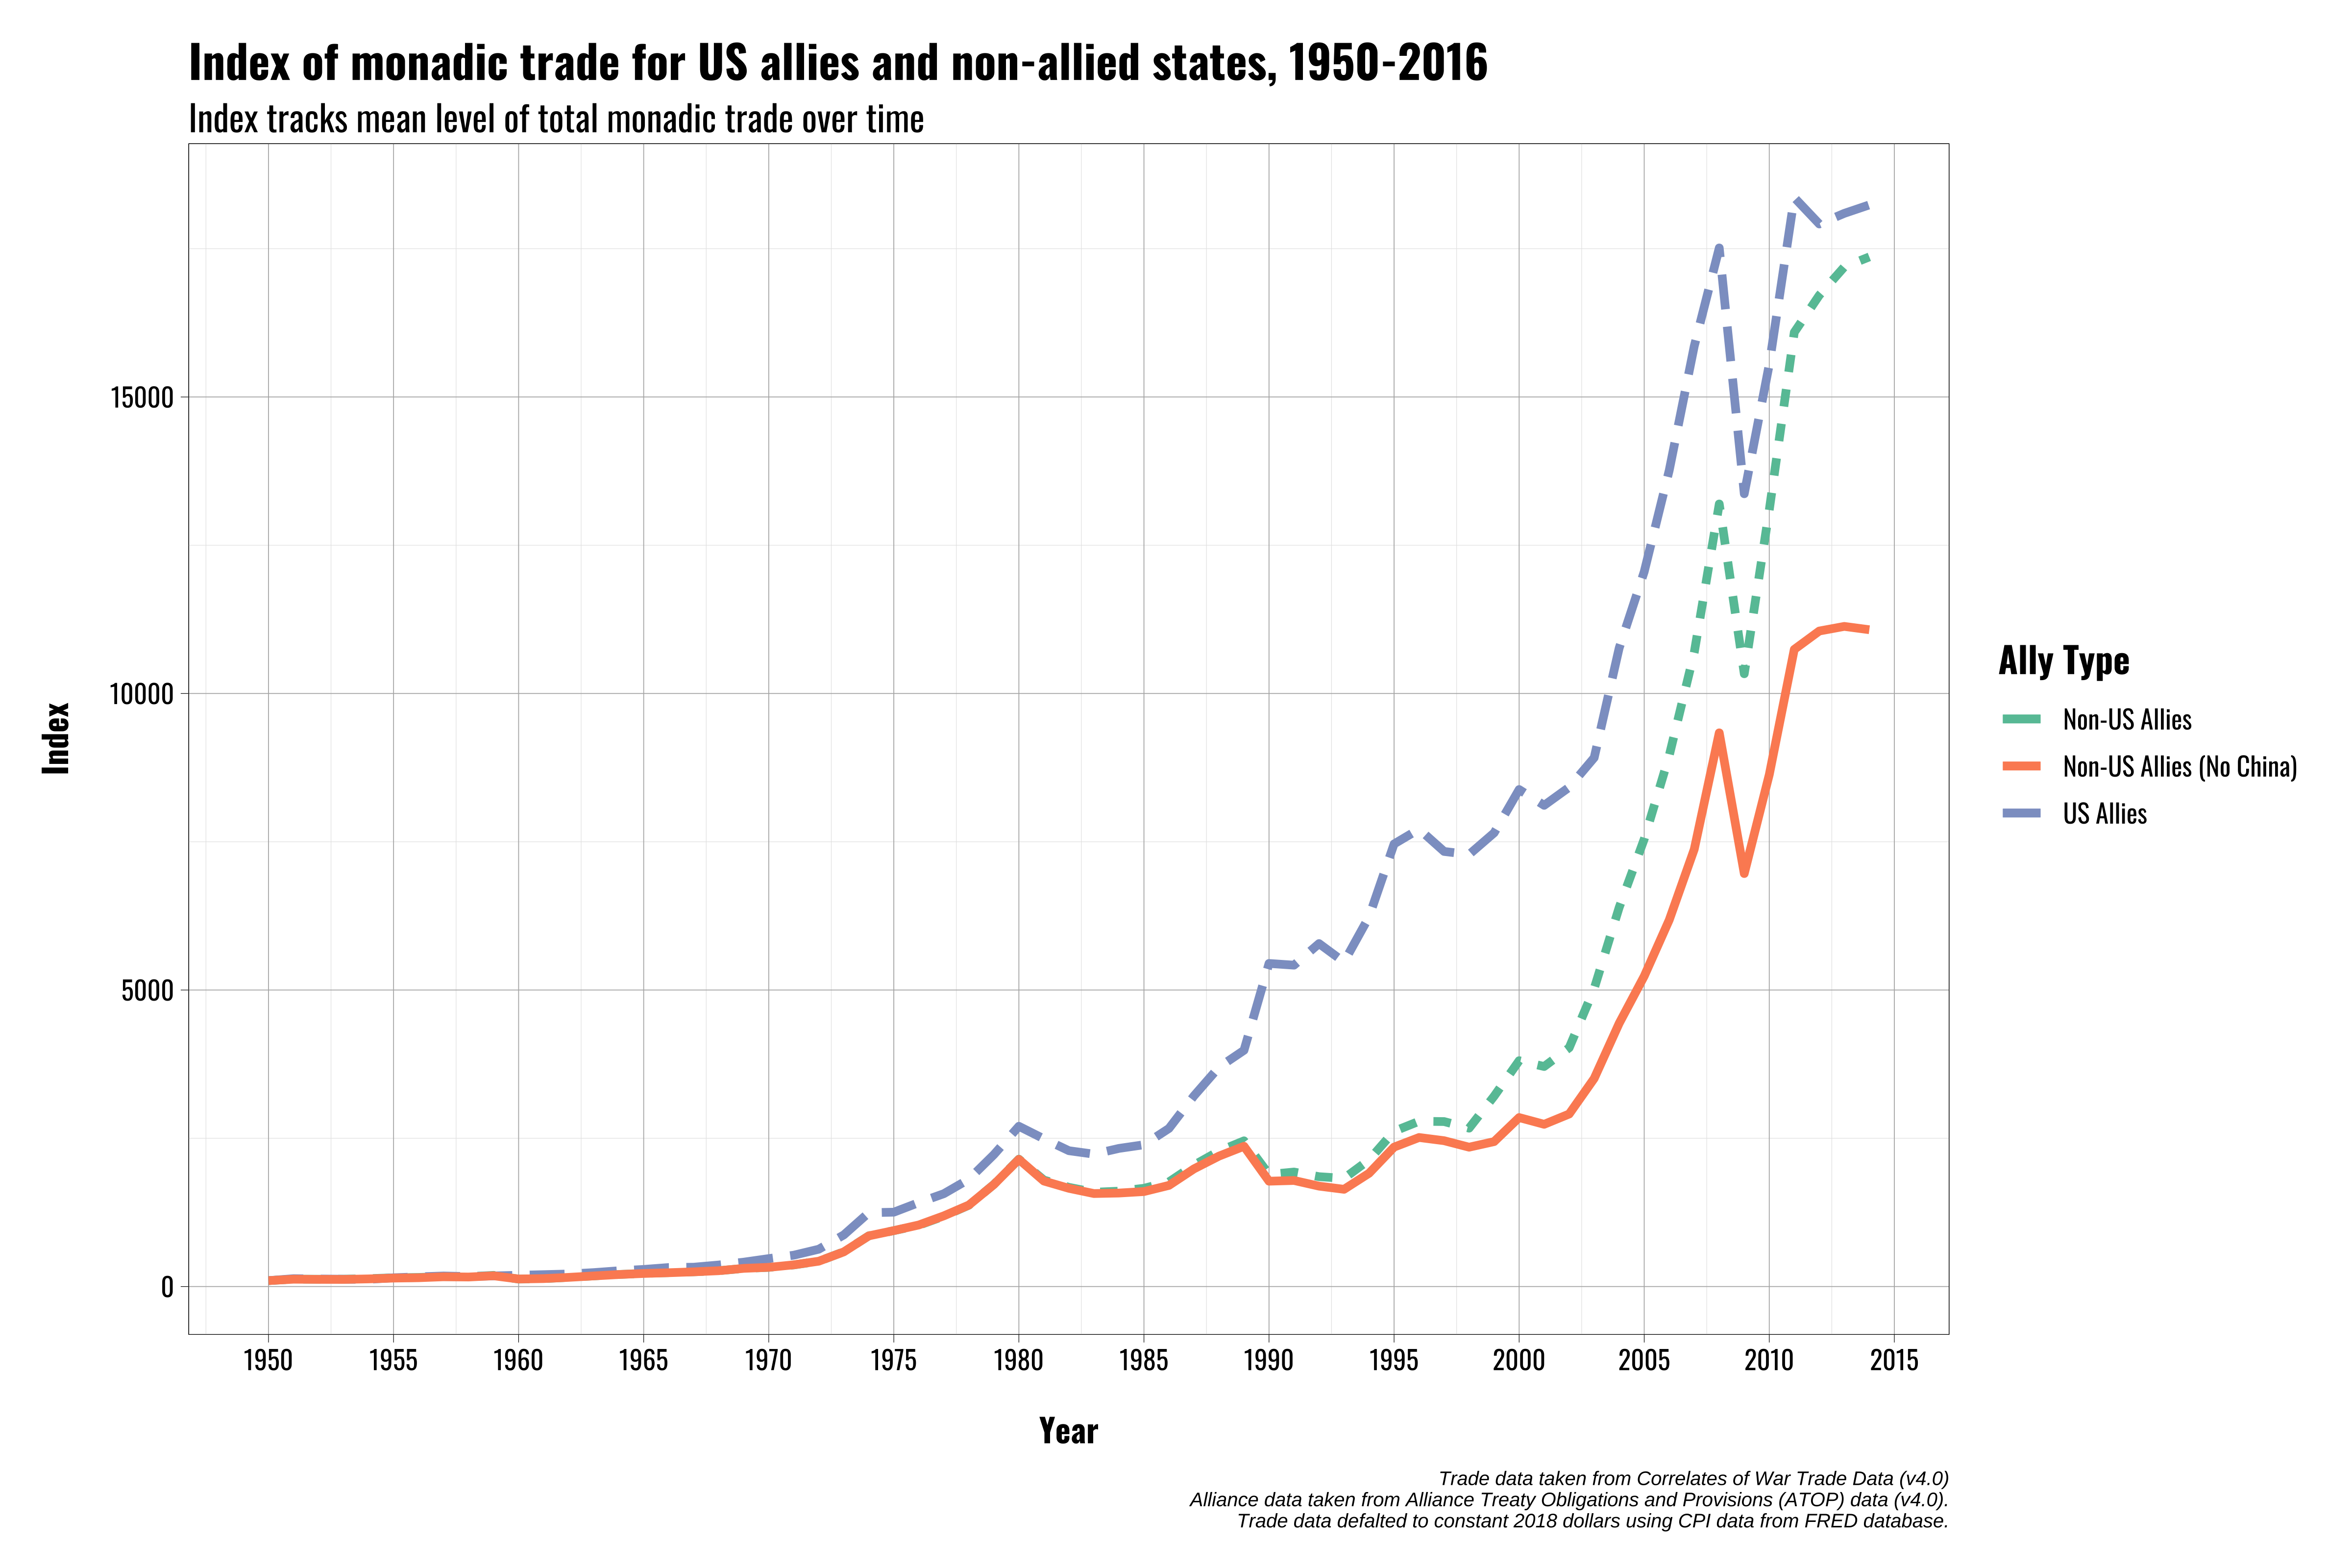 Index of monadic trade for US allies and non-allied states, 1950-2016
Index tracks mean level of total monadic trade over time
Index
15000
10000
5000
0
1950 1955 1960 1965 1970 1975 1980 1985 1990 1995 2000 2005 2010 2015
Year
Ally Type
Non-US Allies
Non-US Allies (No China)
US Allies
Trade data taken from Correlates of War Trade Data (v4.0)
Alliance data taken from Alliance Treaty Obligations and Provisions (ATOP) data (v4.0).
Trade data defalted to constant 2018 dollars using CPI data from FRED database.